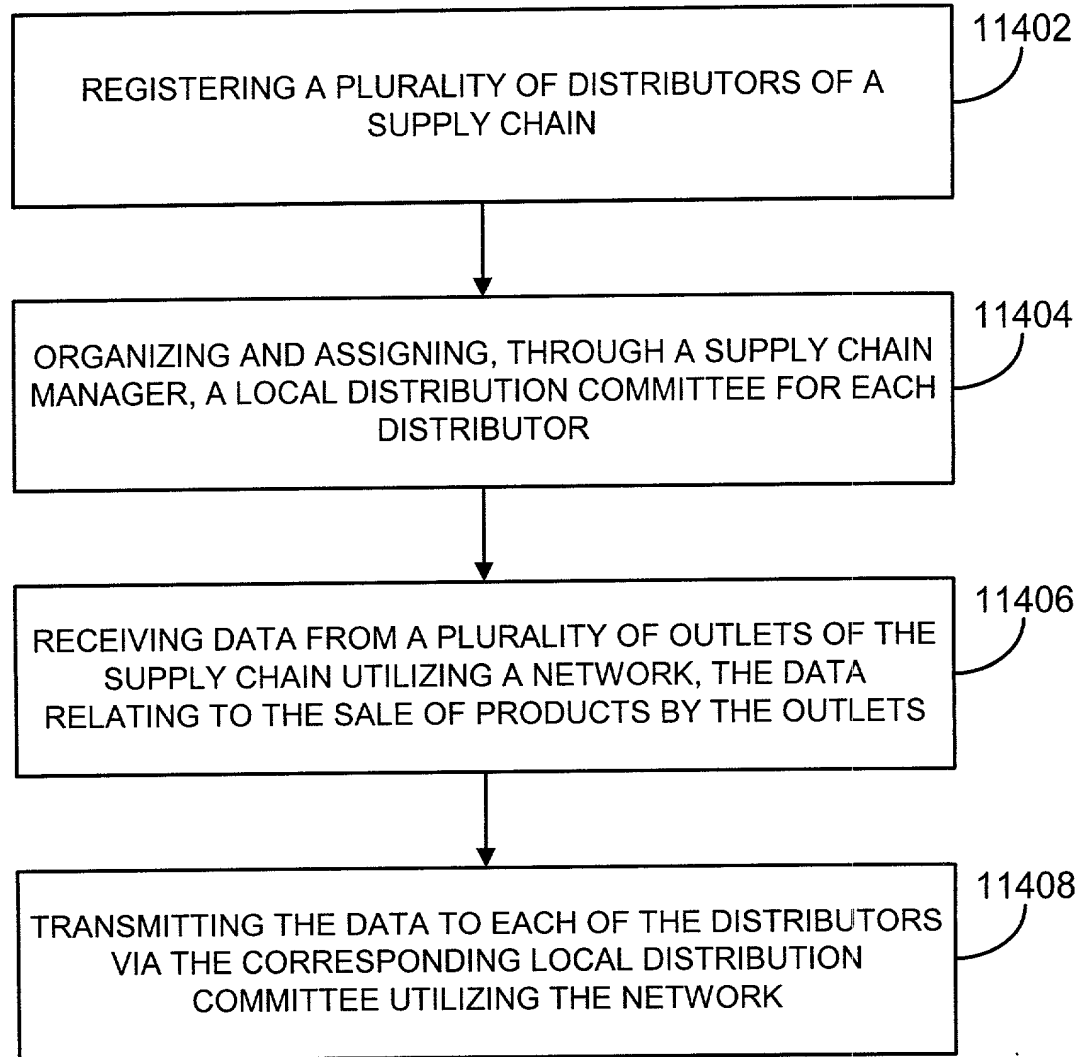 11402
REGISTERING A PLURALITY OF DISTRIBUTORS OF A
SUPPLY CHAIN
11404
ORGANIZING AND ASSIGNING, THROUGH A SUPPLY CHAIN
MANAGER, A LOCAL DISTRIBUTION COMMITTEE FOR EACH
DISTRIBUTOR
11406
RECEIVING DATA FROM A PLURALITY OF OUTLETS OF THE
SUPPLY CHAIN UTILIZING A NETWORK, THE DATA
RELATING TO THE SALE OF PRODUCTS BY THE OUTLETS
11408
TRANSMITTING THE DATA TO EACH OF THE DISTRIBUTORS
VIA THE CORRESPONDING LOCAL DISTRIBUTION
COMMITTEE UTILIZING THE NETWORK